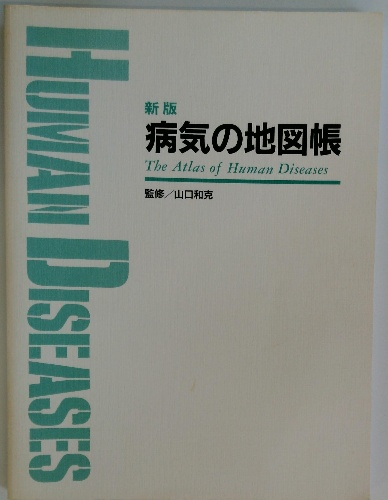 HUMAN DISEASES
新版
病気の地図帳
The Atlas of Human Diseases
監修／山口和克